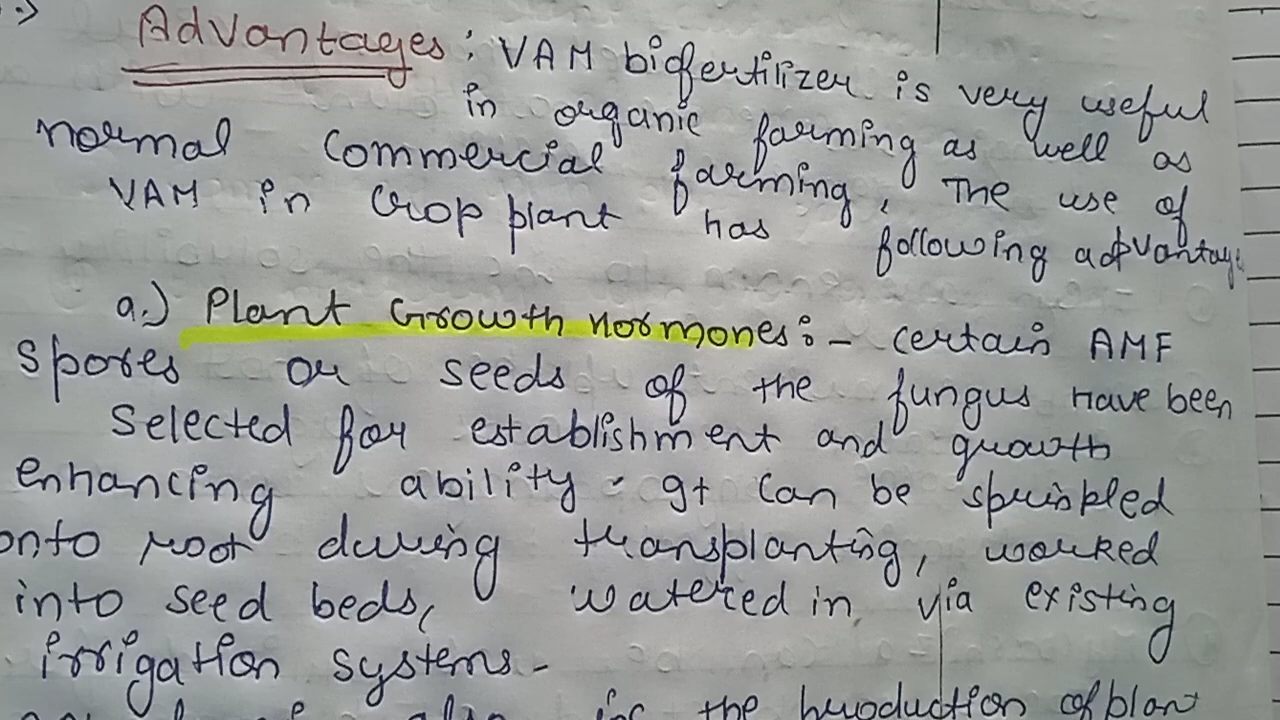 Advantages : VAM biofertilizer is very useful
in organic farming as well as
normal commercial farming, The use of
VAM in crop plant has following advantag
a.) Plant Growth Hormones :- certain AMF
spores or seeds of the fungus have been
selected for establishment and growth
enhancing ability. It can be sprinkled
onto root during transplanting, worked
into seed beds, watered in via existing
irrigation systems-
the production of plan